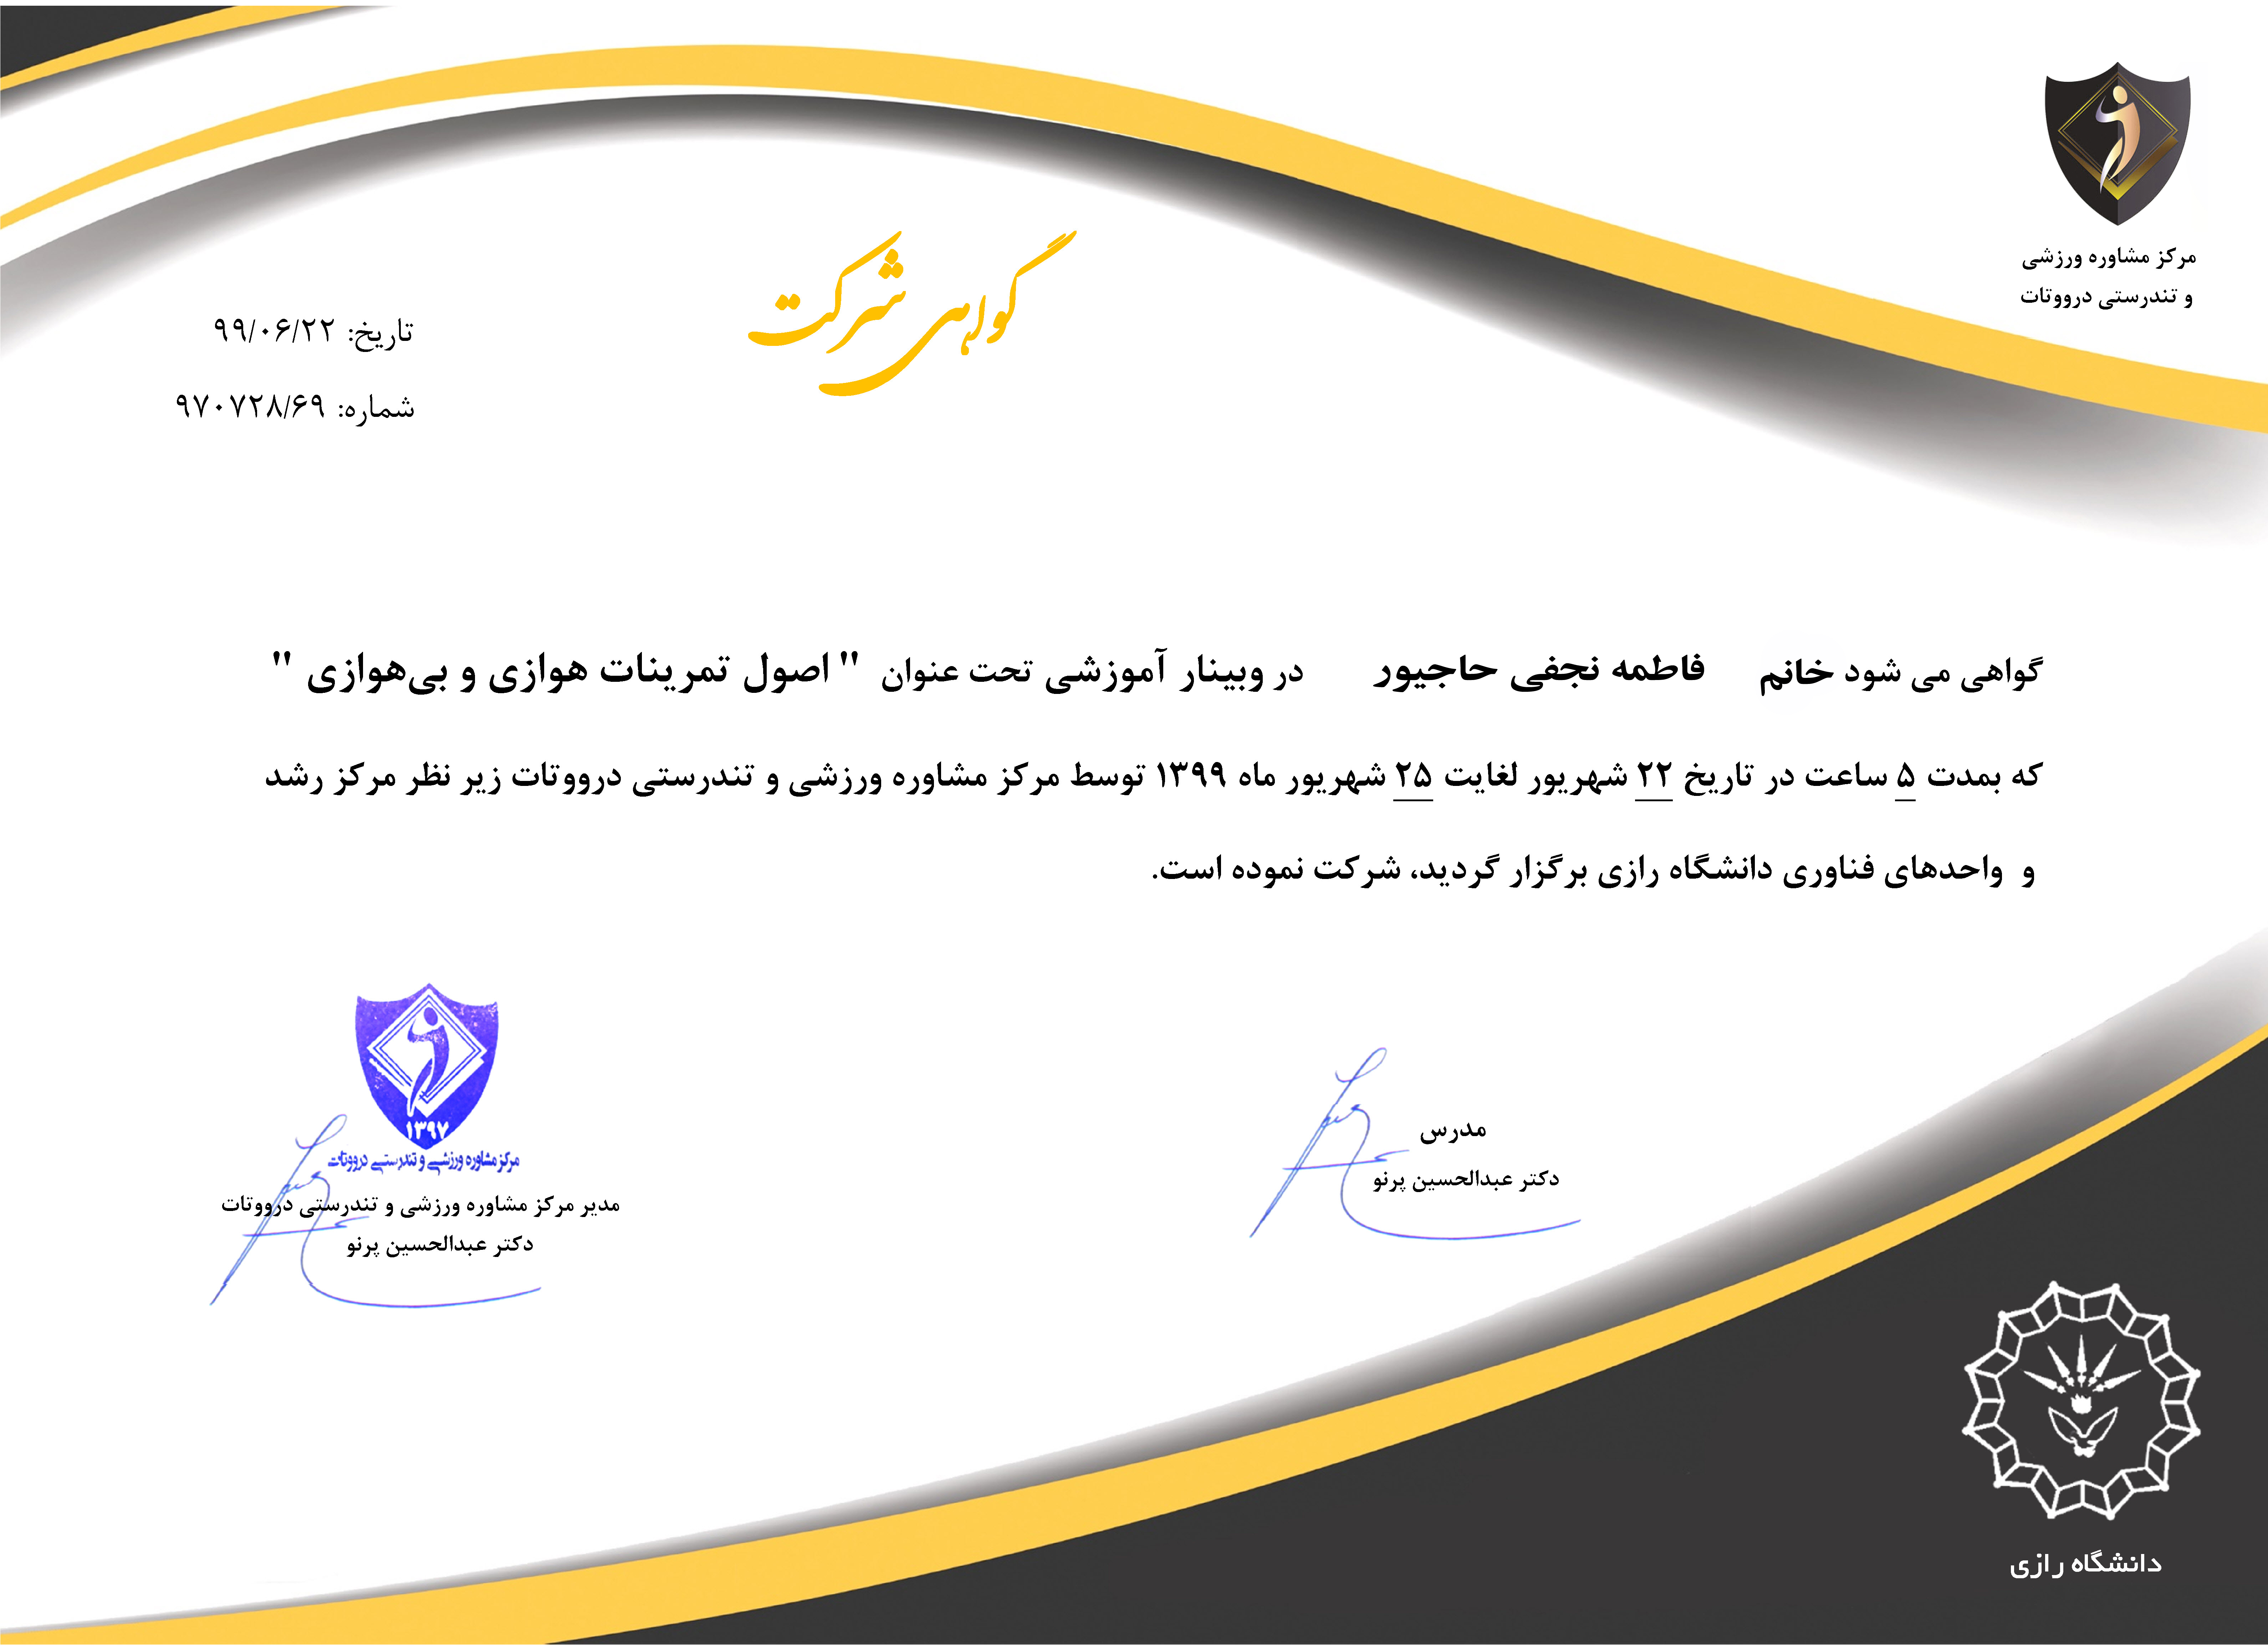 مرکز مشاوره ورزشی
و تندرستی درووتات
گواهی شرکت
تاریخ: ۹۹/۰۶/۲۲
شماره: ۹۷۰۷۲۸/۶۹
گواهی می شود خانم فاطمه نجفی حاجیور در وبینار آموزشی تحت عنوان " اصول تمرینات هوازی و بی‌هوازی "
که بمدت ۵ ساعت در تاریخ ۲۲ شهریور لغایت ۲۵ شهریور ماه ۱۳۹۹ توسط مرکز مشاوره ورزشی و تندرستی درووتات زیر نظر مرکز رشد
و واحدهای فناوری دانشگاه رازی برگزار گردید، شرکت نموده است.
مدرس
دکتر عبدالحسین پرنو
۱۳۹۷
مرکز مشاوره ورزشی و تندرستی درووتات
مدیر مرکز مشاوره ورزشی و تندرستی درووتات
دکتر عبدالحسین پرنو
دانشگاه رازی